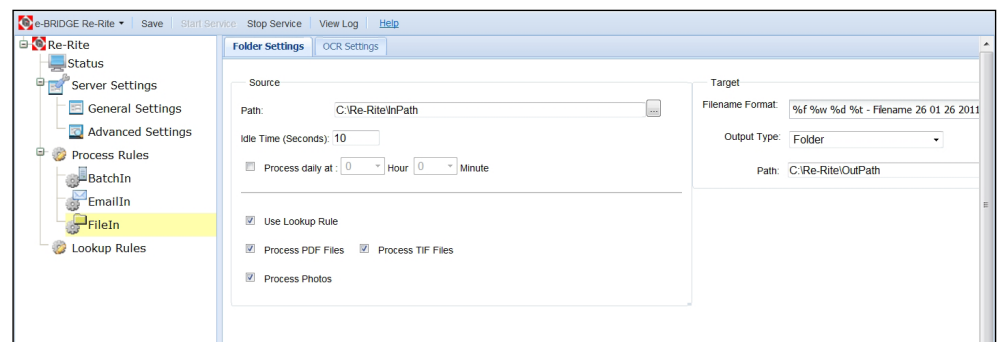 e-BRIDGE Re-Rite Save Start Service Stop Service View Log Help
Re-Rite
Status
Server Settings
General Settings
Advanced Settings
Process Rules
BatchIn
EmailIn
FileIn
Lookup Rules
Folder Settings OCR Settings
Source
Path: C:\Re-Rite\InPath ...
Idle Time (Seconds): 10
Process daily at : 0 Hour 0 Minute
Use Lookup Rule
Process PDF Files Process TIF Files
Process Photos
Target
Filename Format: %f %w %d %t - Filename 26 01 26 2011
Output Type: Folder
Path: C:\Re-Rite\OutPath